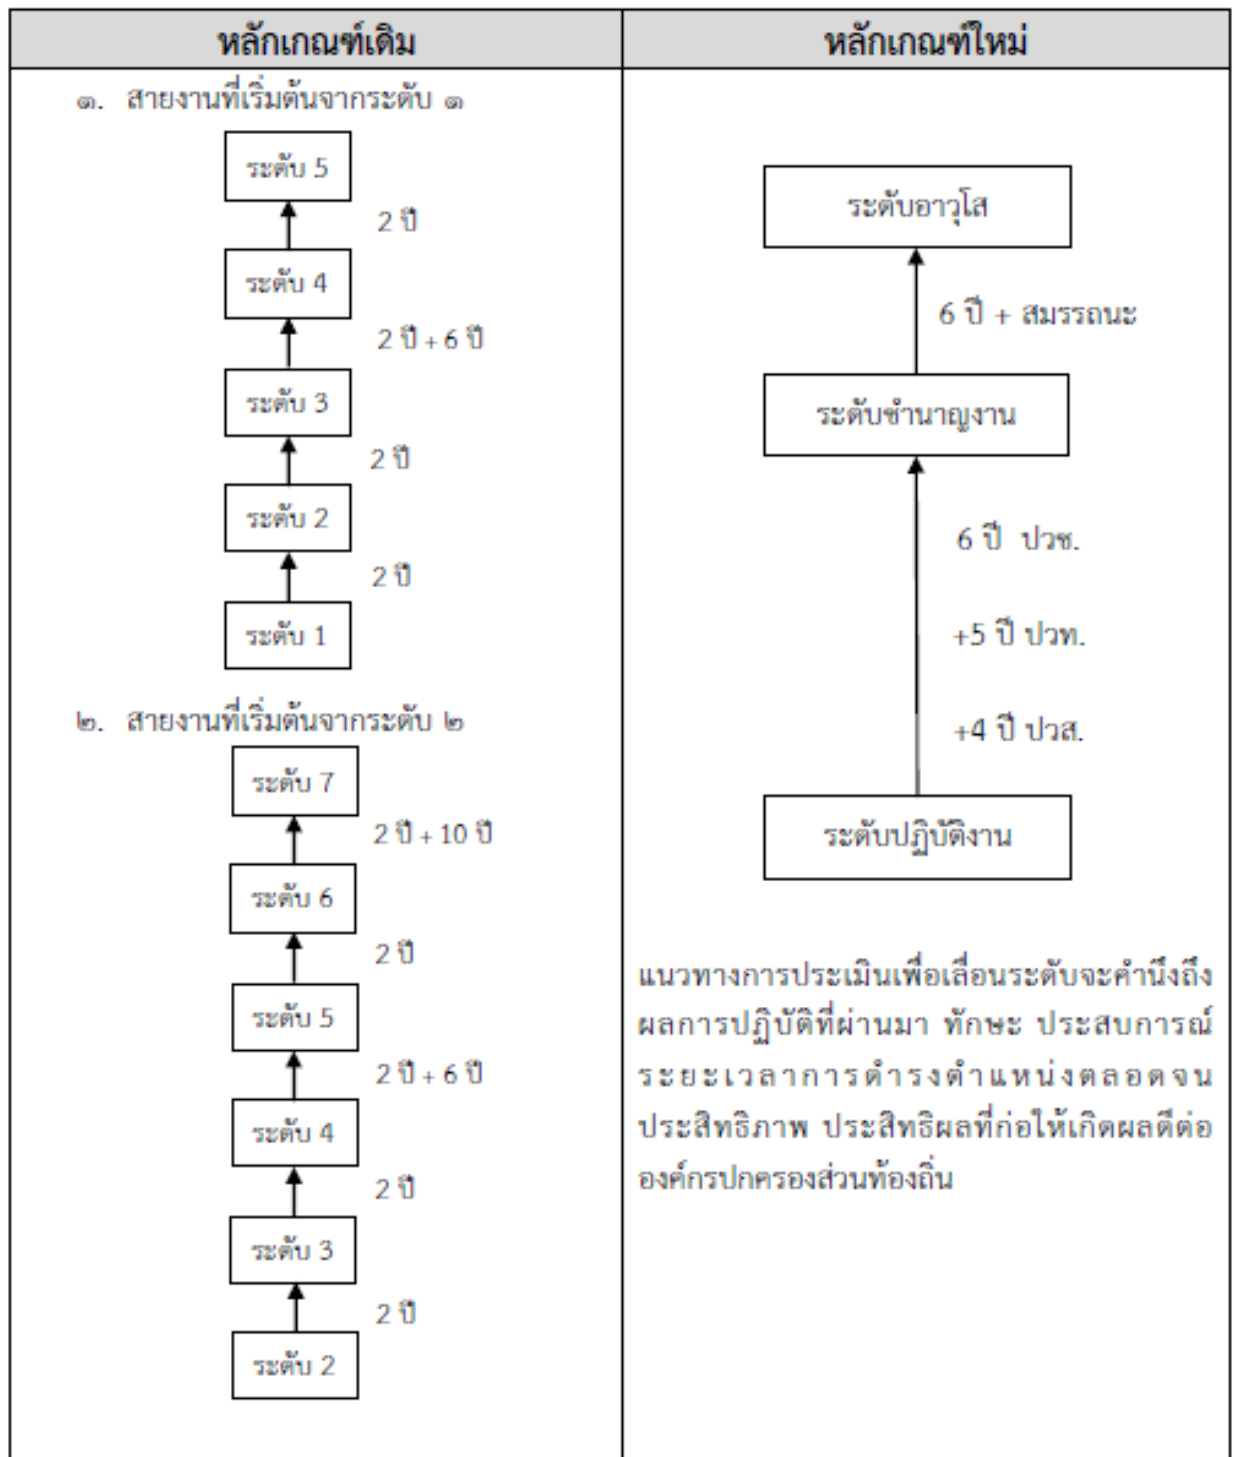 หลักเกณฑ์เดิม
๑. สายงานที่เริ่มต้นจากระดับ ๑
ระดับ 5
2 ปี
ระดับ 4
2 ปี + 6 ปี
ระดับ 3
2 ปี
ระดับ 2
2 ปี
ระดับ 1
๒. สายงานที่เริ่มต้นจากระดับ ๒
ระดับ 7
2 ปี + 10 ปี
ระดับ 6
2 ปี
ระดับ 5
2 ปี + 6 ปี
ระดับ 4
2 ปี
ระดับ 3
2 ปี
ระดับ 2
หลักเกณฑ์ใหม่
ระดับอาวุโส
6 ปี + สมรรถนะ
ระดับชำนาญงาน
6 ปี ปวช.
+5 ปี ปวท.
+4 ปี ปวส.
ระดับปฏิบัติงาน
แนวทางการประเมินเพื่อเลื่อนระดับจะคำนึงถึง
ผลการปฏิบัติที่ผ่านมา ทักษะ ประสบการณ์
ระยะเวลาการดำรงตำแหน่งตลอดจน
ประสิทธิภาพ ประสิทธิผลที่ก่อให้เกิดผลดีต่อ
องค์กรปกครองส่วนท้องถิ่น